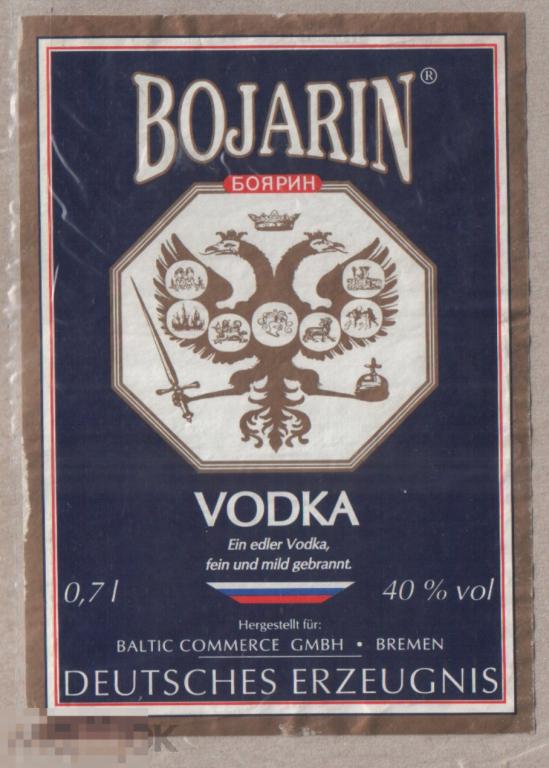 BOJARIN®
БОЯРИН
VODKA
Ein edler Vodka,
fein und mild gebrannt.
0,7 l
40 % vol
Hergestellt für:
BALTIC COMMERCE GMBH • BREMEN
DEUTSCHES ERZEUGNIS